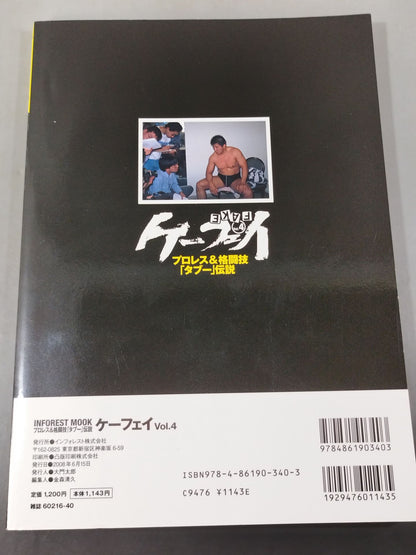 FAKE
ケーフェイ
プロレス&格闘技
「タブー」伝説
INFOREST MOOK
プロレス&格闘技「タブー」伝説 ケーフェイ Vol.4
発行所●インフォレスト株式会社
〒162-0825 東京都新宿区神楽坂 6-59
印刷所●凸版印刷株式会社
発行日●2008年6月15日
発行人●大門太郎
編集人●金森清久
定価 1,200円 本体 1,143円
雑誌 60216-40
ISBN978-4-86190-340-3
C9476 ¥1143E
9784861903403
1929476011435